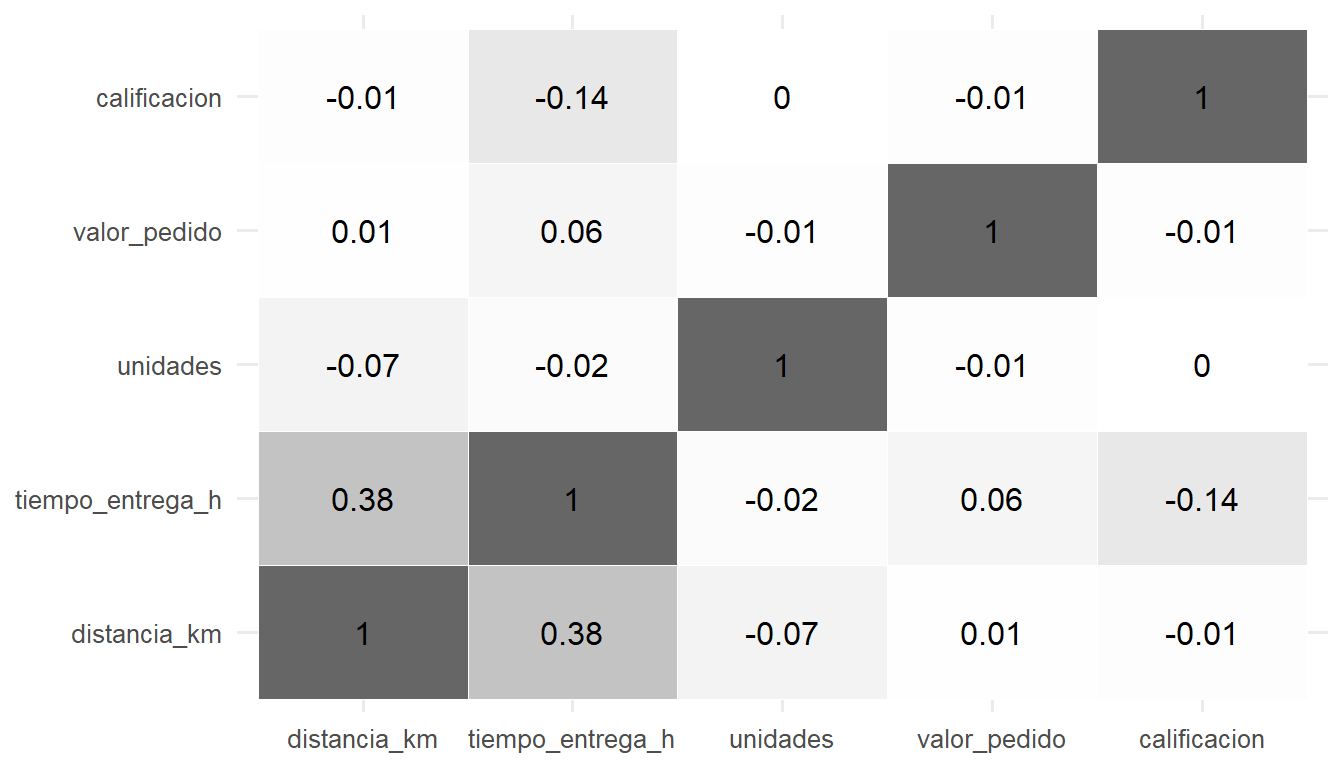 calificacion -0.01 -0.14 0 -0.01 1
valor_pedido 0.01 0.06 -0.01 1 -0.01
unidades -0.07 -0.02 1 -0.01 0
tiempo_entrega_h 0.38 1 -0.02 0.06 -0.14
distancia_km 1 0.38 -0.07 0.01 -0.01
distancia_km tiempo_entrega_h unidades valor_pedido calificacion